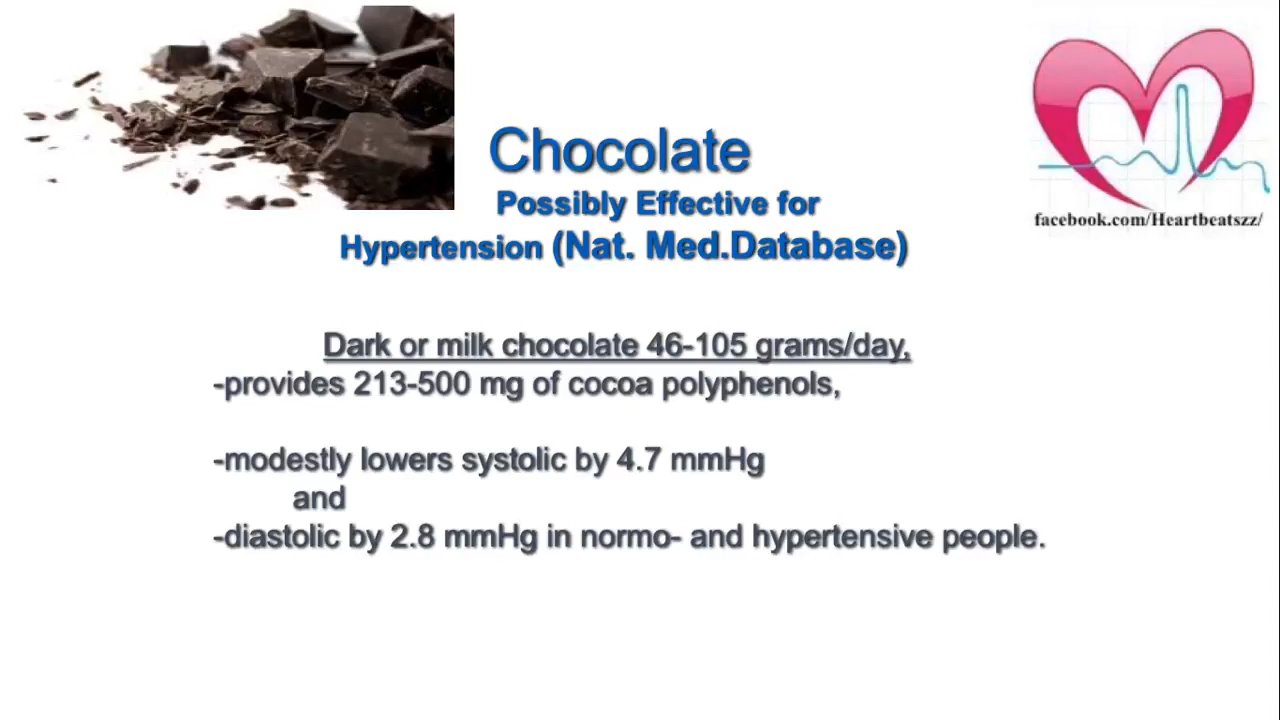 Chocolate
Possibly Effective for
Hypertension (Nat. Med.Database)
facebook.com/Heartbeatszz/
Dark or milk chocolate 46-105 grams/day,
-provides 213-500 mg of cocoa polyphenols,
-modestly lowers systolic by 4.7 mmHg
and
-diastolic by 2.8 mmHg in normo- and hypertensive people.